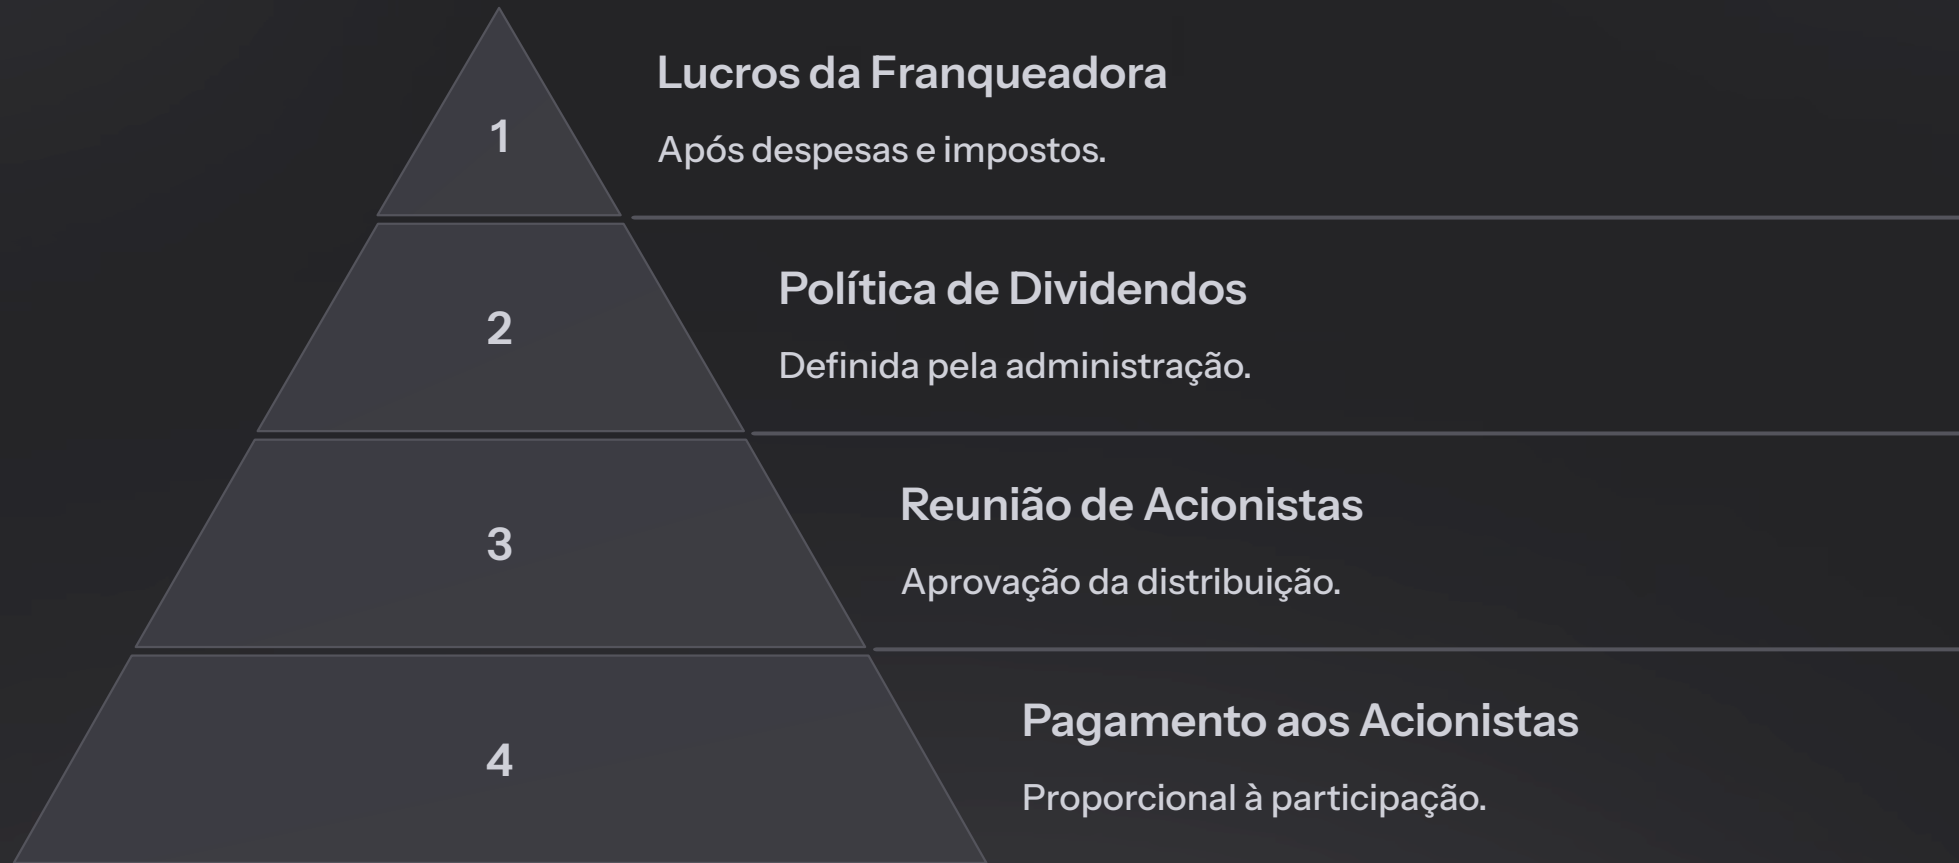 1
Lucros da Franqueadora
Após despesas e impostos.
2
Política de Dividendos
Definida pela administração.
3
Reunião de Acionistas
Aprovação da distribuição.
4
Pagamento aos Acionistas
Proporcional à participação.